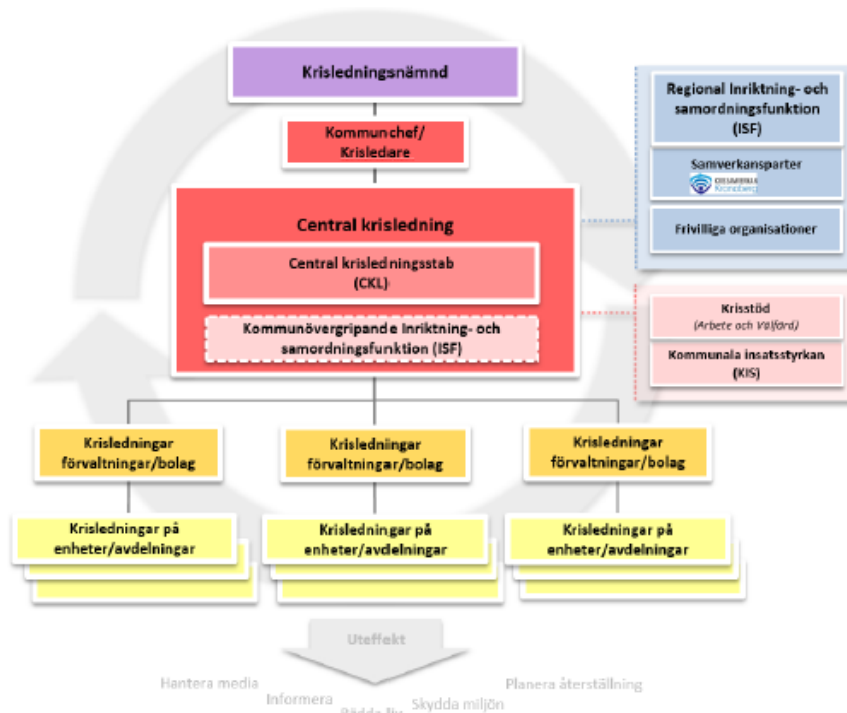 Krisledningsnämnd
Kommunchef/
Krisledare
Central krisledning
Central krisledningsstab
(CKL)
Kommunövergripande Inriktning- och
samordningsfunktion (ISF)
Regional Inriktning- och
samordningsfunktion
(ISF)
Samverkansparter
Kronoberg
Frivilliga organisationer
Krisstöd
(Arbete och Välfärd)
Kommunala insatsstyrkan
(KIS)
Krisledningar
förvaltningar/bolag
Krisledningar
förvaltningar/bolag
Krisledningar
förvaltningar/bolag
Krisledningar på
enheter/avdelningar
Krisledningar på
enheter/avdelningar
Krisledningar på
enheter/avdelningar
Uteffekt
Hantera media
Informera
Skydda miljön
Planera återställning